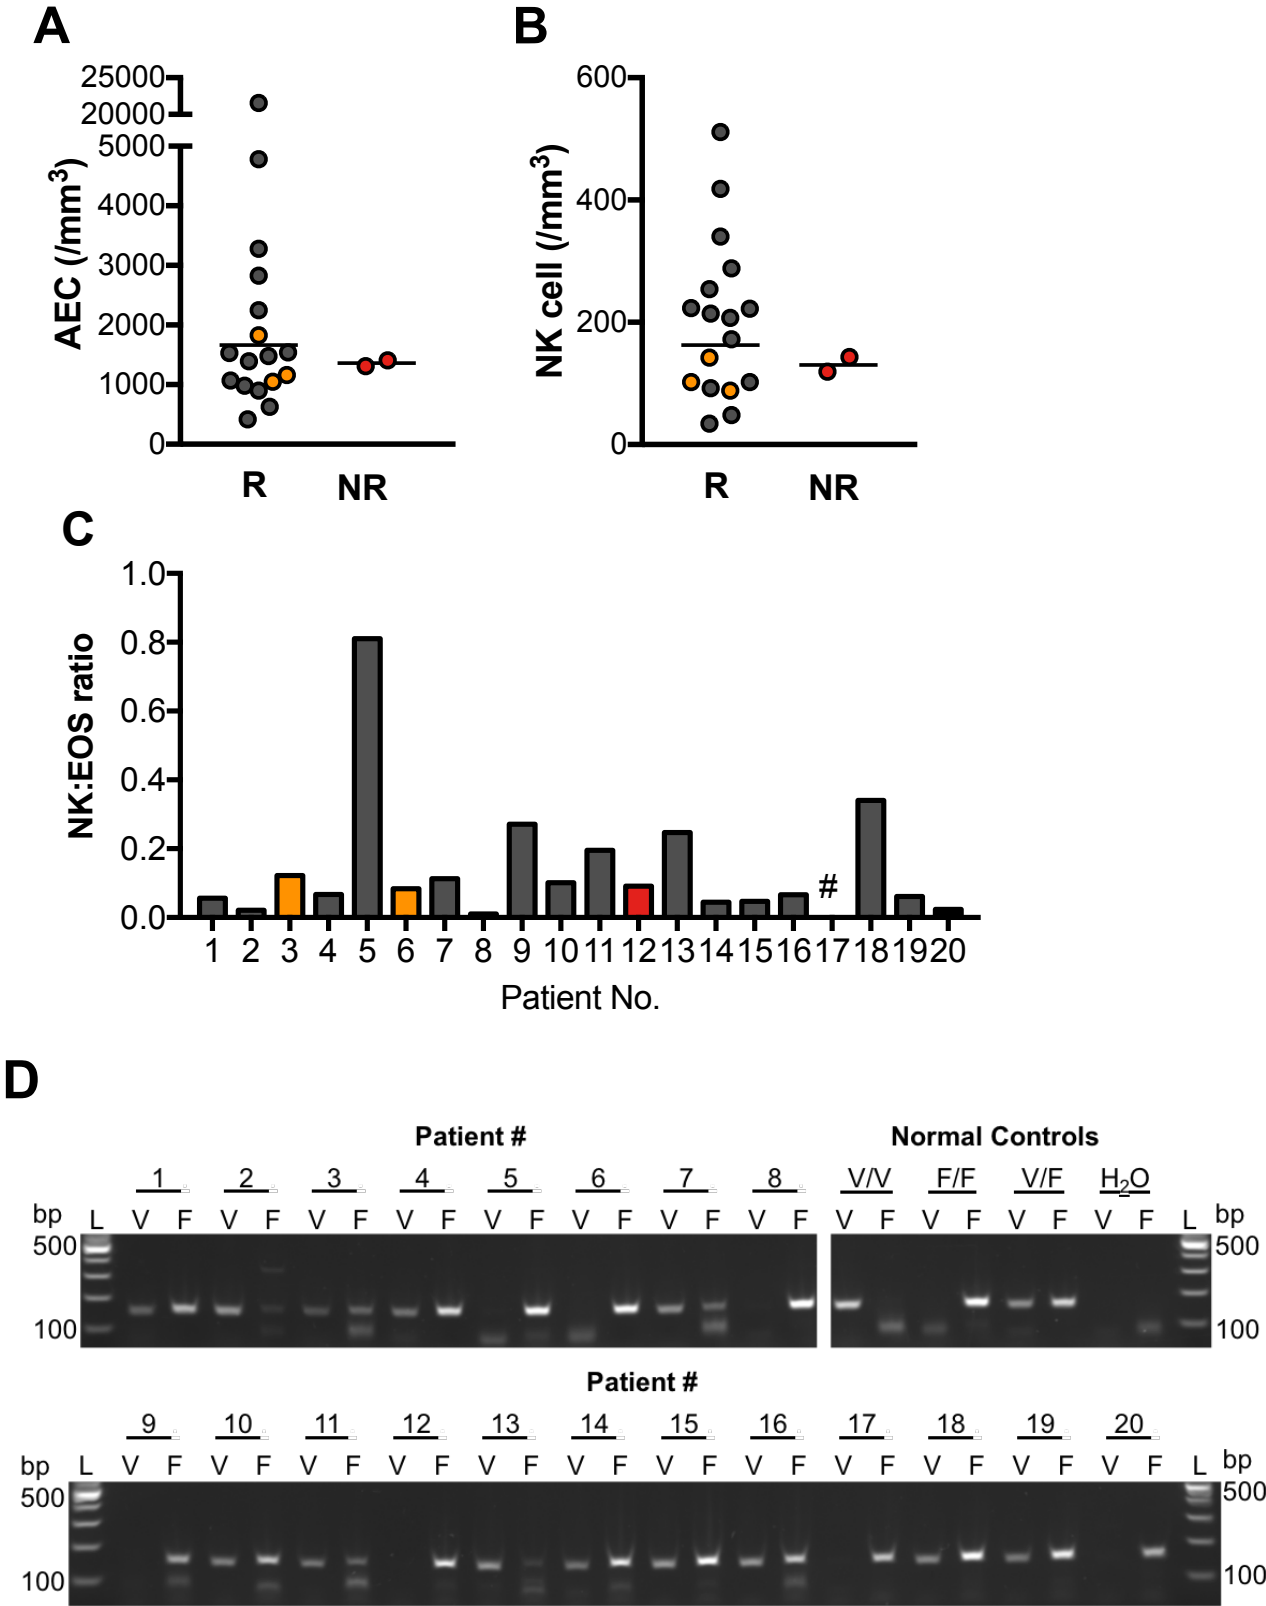 A
B
25000
20000
5000
4000
3000
2000
1000
0
AEC (/mm³)
R
NR
600
400
200
0
NK cell (/mm³)
R
NR
C
1.0
0.8
0.6
0.4
0.2
0.0
NK:EOS ratio
#
1 2 3 4 5 6 7 8 9 10 11 12 13 14 15 16 17 18 19 20
Patient No.
D
Patient #
Normal Controls
1 2 3 4 5 6 7 8 V/V F/F V/F H₂O
bp L V F V F V F V F V F V F V F V F V F V F V F V F L bp
500 500
100 100
Patient #
9 10 11 12 13 14 15 16 17 18 19 20
bp L V F V F V F V F V F V F V F V F V F V F V F V F L bp
500 500
100 100